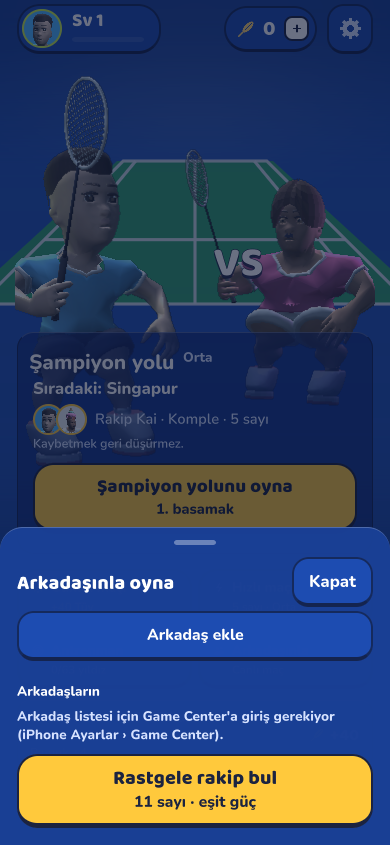 Sv 1
0
+
VS
Şampiyon yolu Orta
Sıradaki: Singapur
Rakip Kai · Komple · 5 sayı
Kaybetmek geri düşürmez.
Şampiyon yolunu oyna
1. basamak
Arkadaşınla oyna
Kapat
Arkadaş ekle
Arkadaşların
Arkadaş listesi için Game Center'a giriş gerekiyor
(iPhone Ayarlar › Game Center).
Rastgele rakip bul
11 sayı · eşit güç